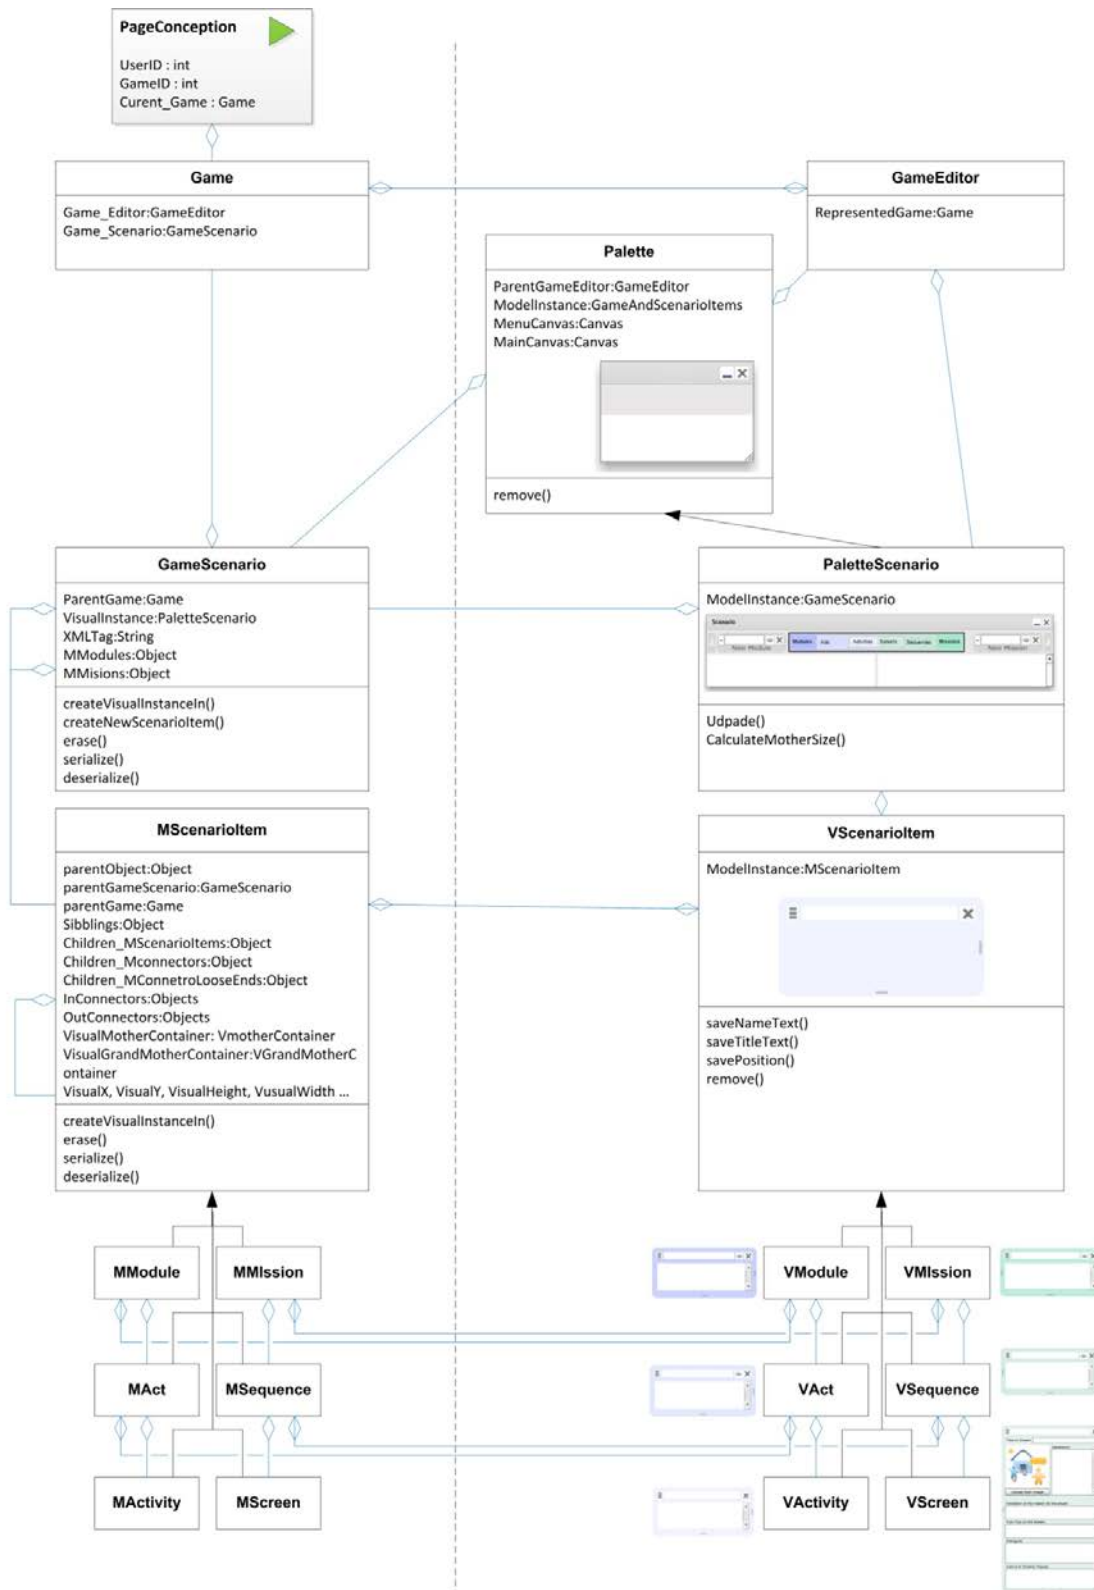 PageConception
UserID : int
GameID : int
Curent_Game : Game
Game
Game_Editor:GameEditor
Game_Scenario:GameScenario
GameEditor
RepresentedGame:Game
Palette
ParentGameEditor:GameEditor
ModelInstance:GameAndScenarioItems
MenuCanvas:Canvas
MainCanvas:Canvas
remove()
GameScenario
ParentGame:Game
VisualInstance:PaletteScenario
XMLTag:String
MModules:Object
MMisions:Object
createVisualInstanceIn()
createNewScenarioItem()
erase()
serialize()
deserialize()
PaletteScenario
ModelInstance:GameScenario
Scenario
New Module
New Mission
Udpade()
CalculateMotherSize()
MScenarioItem
parentObject:Object
parentGameScenario:GameScenario
parentGame:Game
Sibblings:Object
Children_MScenarioItems:Object
Children_Mconnectors:Object
Children_MConnetroLooseEnds:Object
InConnectors:Objects
OutConnectors:Objects
VisualMotherContainer: VmotherContainer
VisualGrandMotherContainer:VGrandMotherC
ontainer
VisualX, VisualY, VisualHeight, VusualWidth ...
createVisualInstanceIn()
erase()
serialize()
deserialize()
VScenarioItem
ModelInstance:MScenarioItem
saveNameText()
saveTitleText()
savePosition()
remove()
MModule
MMIssion
VModule
VMIssion
MAct
MSequence
VAct
VSequence
MActivity
MScreen
VActivity
VScreen